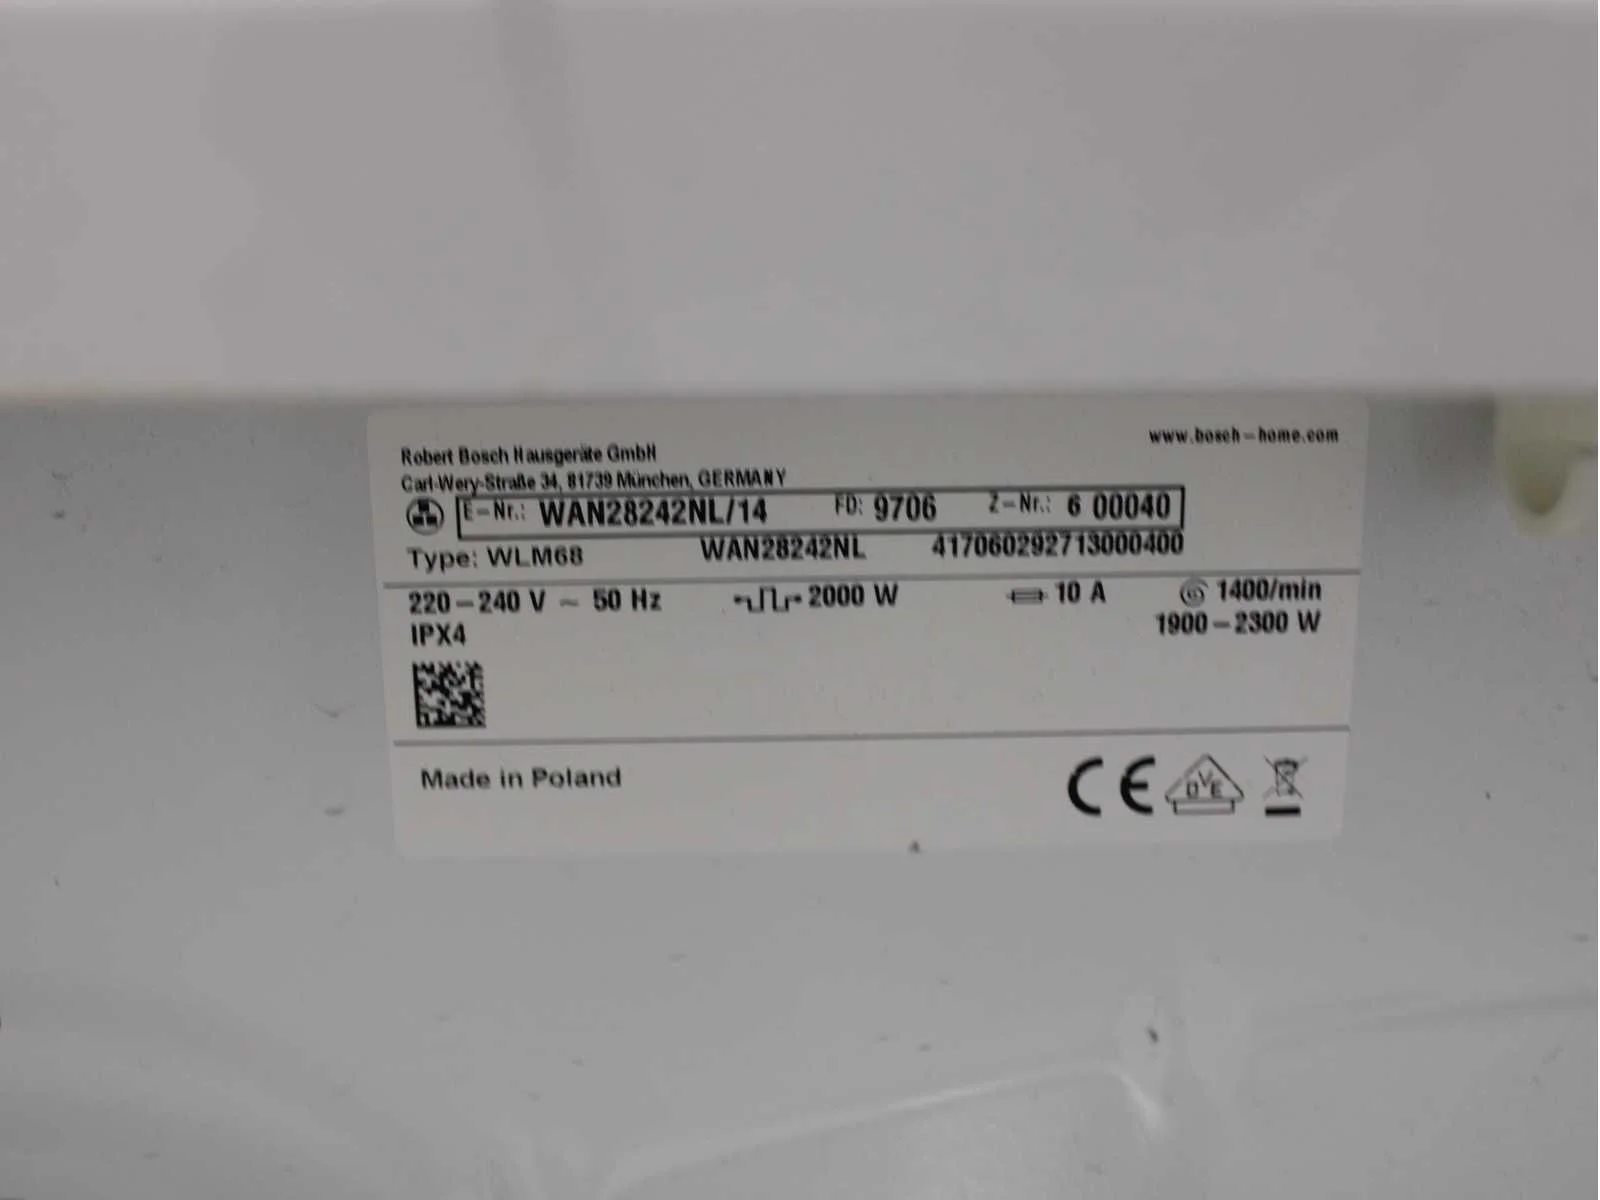 www.bosch-home.com
Robert Bosch Hausgeräte GmbH
Carl-Wery-Straße 34, 81739 München, GERMANY
E-Nr.: WAN28242NL/14 FD: 9706 Z-Nr.: 6 00040
Type: WLM68 WAN28242NL 417060292713000400
220-240 V ~ 50 Hz 2000 W 10 A 1400/min
IPX4 1900-2300 W
Made in Poland CE DVE